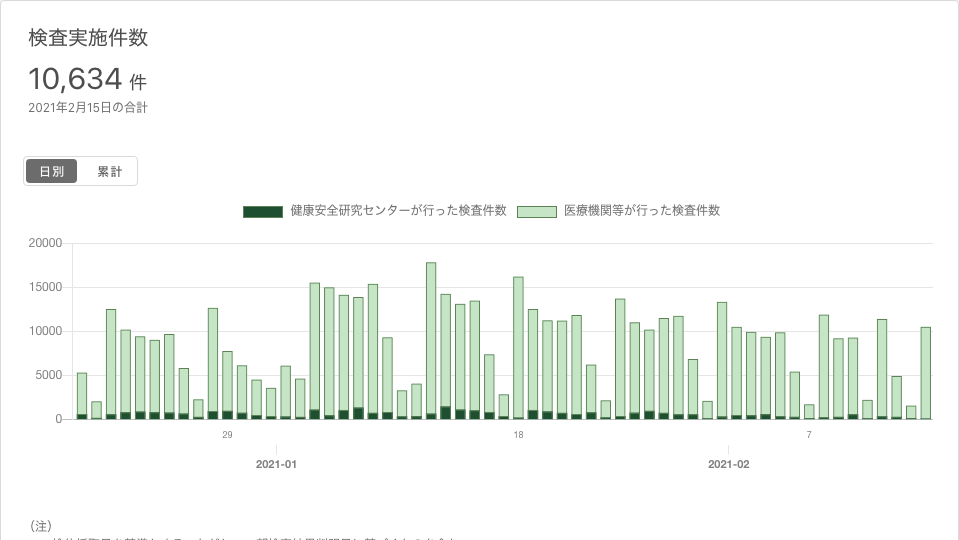 検査実施件数
10,634 件
2021年2月15日の合計
日別 累計
健康安全研究センターが行った検査件数 医療機関等が行った検査件数
20000
15000
10000
5000
0
29 18 7
2021-01 2021-02
（注）